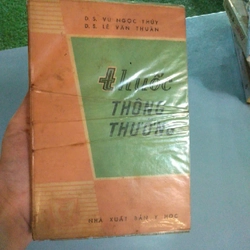 D.S. VŨ NGỌC THÚY
D.S. LÊ VĂN THUẦN
thuốc
THÔNG
THƯỜNG
NHÀ XUẤT BẢN Y HỌC